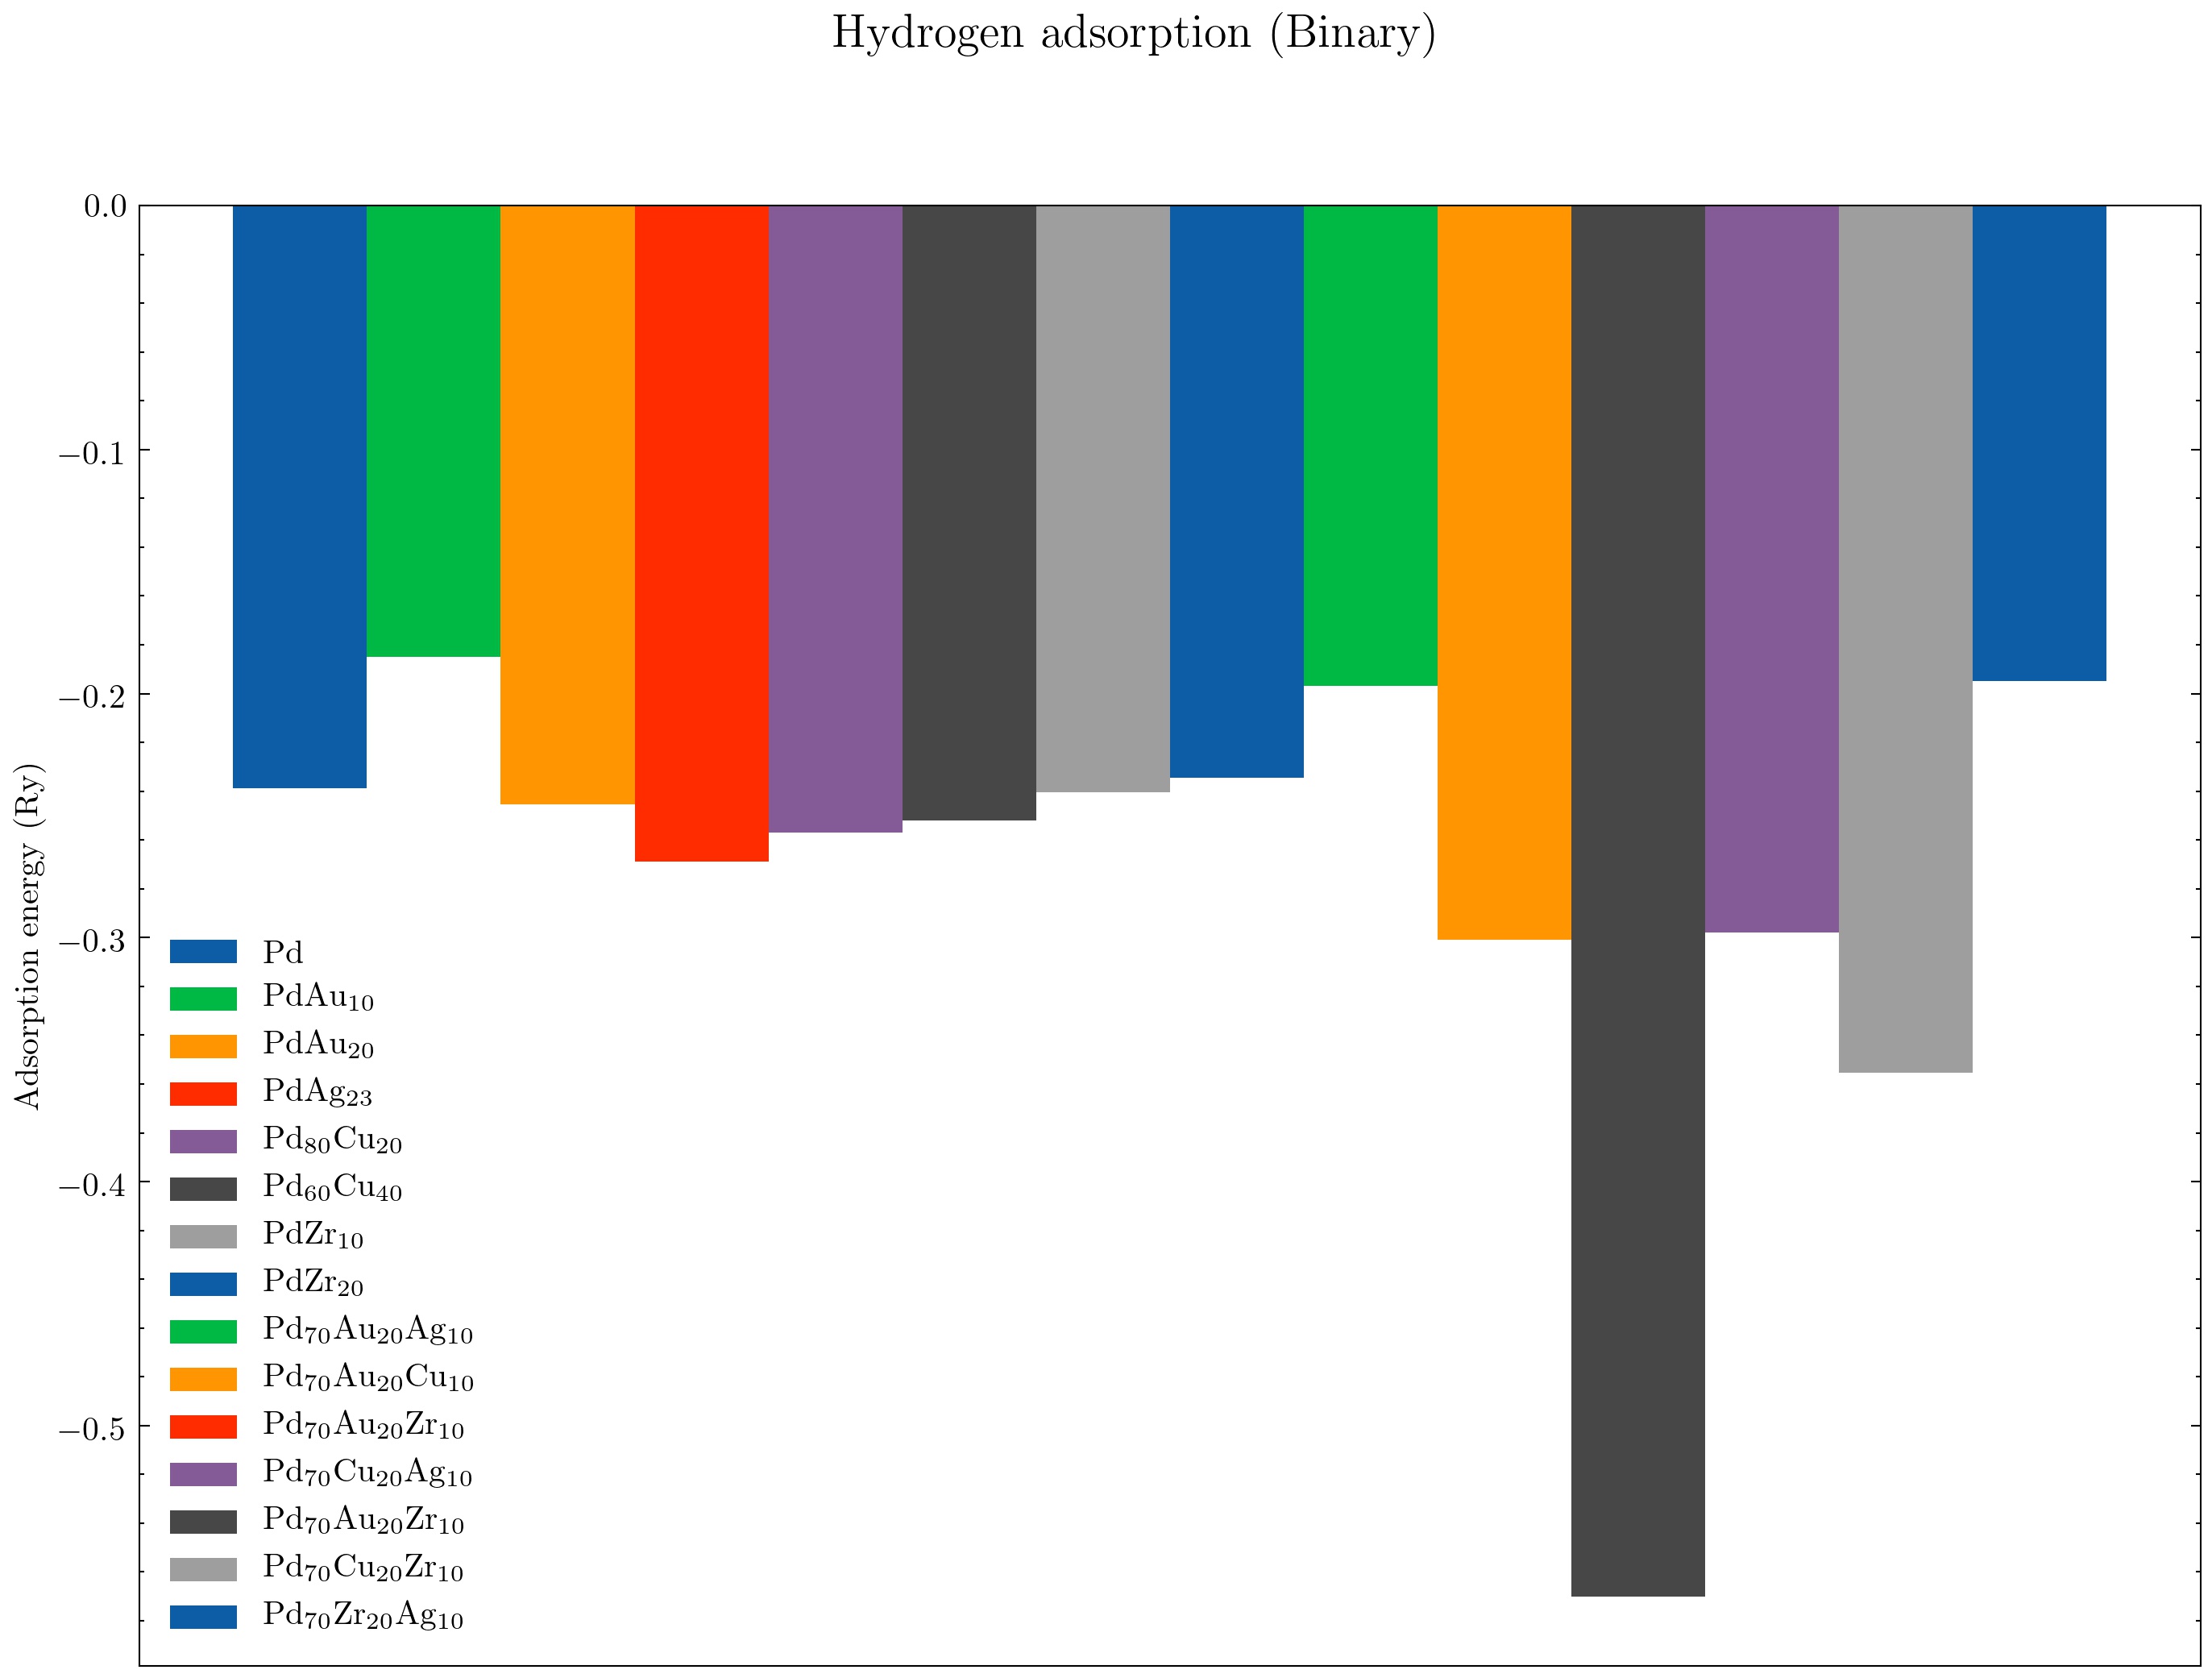 Hydrogen adsorption (Binary)
0.0
−0.1
−0.2
−0.3
−0.4
−0.5
Adsorption energy (Ry)
Pd
PdAu₁₀
PdAu₂₀
PdAg₂₃
Pd₈₀Cu₂₀
Pd₆₀Cu₄₀
PdZr₁₀
PdZr₂₀
Pd₇₀Au₂₀Ag₁₀
Pd₇₀Au₂₀Cu₁₀
Pd₇₀Au₂₀Zr₁₀
Pd₇₀Cu₂₀Ag₁₀
Pd₇₀Au₂₀Zr₁₀
Pd₇₀Cu₂₀Zr₁₀
Pd₇₀Zr₂₀Ag₁₀